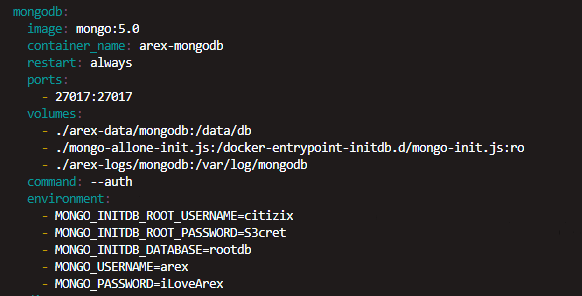 mongodb:
image: mongo:5.0
container_name: arex-mongodb
restart: always
ports:
- 27017:27017
volumes:
- ./arex-data/mongodb:/data/db
- ./mongo-allone-init.js:/docker-entrypoint-initdb.d/mongo-init.js:ro
- ./arex-logs/mongodb:/var/log/mongodb
command: --auth
environment:
- MONGO_INITDB_ROOT_USERNAME=citizix
- MONGO_INITDB_ROOT_PASSWORD=S3cret
- MONGO_INITDB_DATABASE=rootdb
- MONGO_USERNAME=arex
- MONGO_PASSWORD=iLoveArex